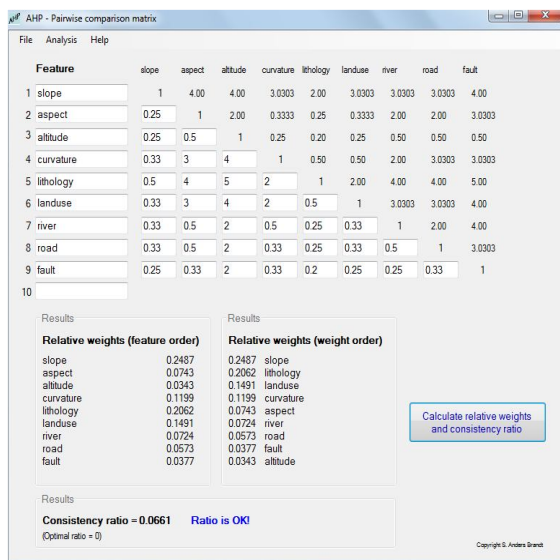 AHP AHP - Pairwise comparison matrix
File Analysis Help
Feature slope aspect altitude curvature lithology landuse river road fault
1 slope 1 4.00 4.00 3.0303 2.00 3.0303 3.0303 3.0303 4.00
2 aspect 0.25 1 2.00 0.3333 0.25 0.3333 2.00 2.00 3.0303
3 altitude 0.25 0.5 1 0.25 0.20 0.25 0.50 0.50 0.50
4 curvature 0.33 3 4 1 0.50 0.50 2.00 3.0303 3.0303
5 lithology 0.5 4 5 2 1 2.00 4.00 4.00 5.00
6 landuse 0.33 3 4 2 0.5 1 3.0303 3.0303 4.00
7 river 0.33 0.5 2 0.5 0.25 0.33 1 2.00 4.00
8 road 0.33 0.5 2 0.33 0.25 0.33 0.5 1 3.0303
9 fault 0.25 0.33 2 0.33 0.2 0.25 0.25 0.33 1
10
Results
Relative weights (feature order)
slope 0.2487
aspect 0.0743
altitude 0.0343
curvature 0.1199
lithology 0.2062
landuse 0.1491
river 0.0724
road 0.0573
fault 0.0377
Results
Relative weights (weight order)
0.2487 slope
0.2062 lithology
0.1491 landuse
0.1199 curvature
0.0743 aspect
0.0724 river
0.0573 road
0.0377 fault
0.0343 altitude
Calculate relative weights
and consistency ratio
Results
Consistency ratio = 0.0661 Ratio is OK!
(Optimal ratio = 0)
Copyright S. Anders Brandt